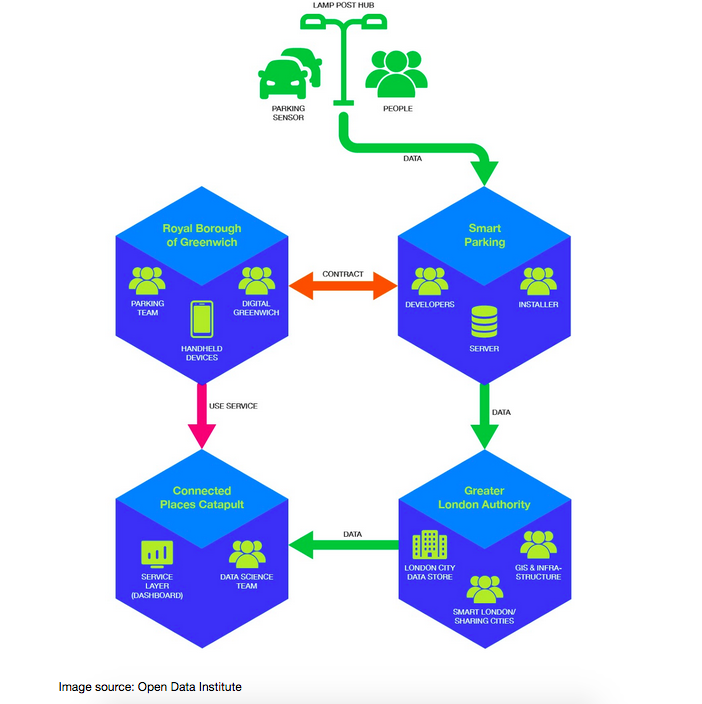 LAMP POST HUB
PARKING
SENSOR
PEOPLE
DATA
Royal Borough
of Greenwich
PARKING
TEAM
DIGITAL
GREENWICH
HANDHELD
DEVICES
CONTRACT
Smart
Parking
DEVELOPERS
INSTALLER
SERVER
USE SERVICE
DATA
Connected
Places Catapult
SERVICE
LAYER
(DASHBOARD)
DATA SCIENCE
TEAM
DATA
Greater
London Authority
LONDON CITY
DATA STORE
GIS & INFRA-
STRUCTURE
SMART LONDON/
SHARING CITIES
Image source: Open Data Institute